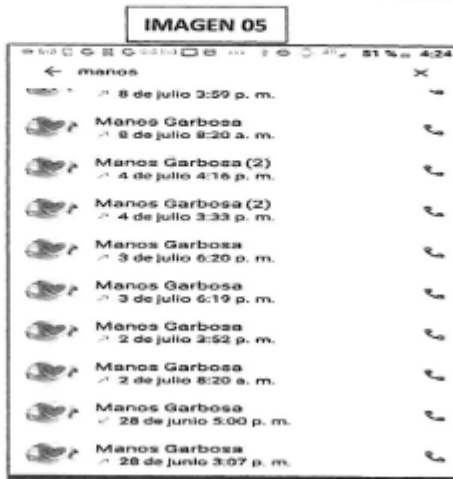 IMAGEN 05
81 % 4:24
← manos ×
↗ 8 de julio 3:59 p. m.
Manos Garbosa
↗ 8 de julio 8:20 a. m.
Manos Garbosa (2)
↗ 4 de julio 4:16 p. m.
Manos Garbosa (2)
↗ 4 de julio 3:33 p. m.
Manos Garbosa
↗ 3 de julio 6:20 p. m.
Manos Garbosa
↗ 3 de julio 6:19 p. m.
Manos Garbosa
↗ 2 de julio 3:52 p. m.
Manos Garbosa
↗ 2 de julio 8:20 a. m.
Manos Garbosa
↙ 28 de junio 5:00 p. m.
Manos Garbosa
↗ 28 de junio 3:07 p. m.